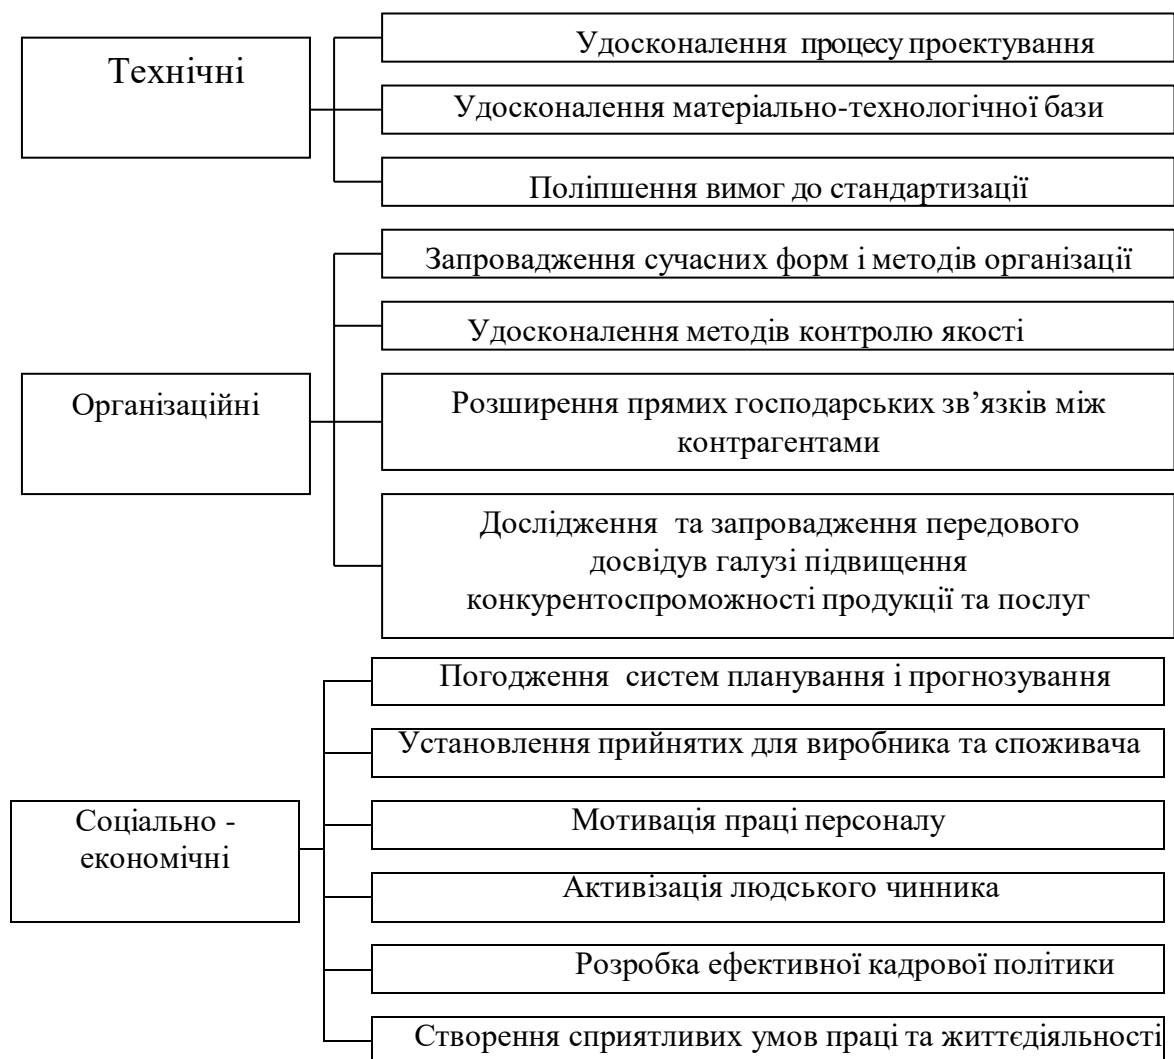 Технічні
Удосконалення процесу проектування
Удосконалення матеріально-технологічної бази
Поліпшення вимог до стандартизації
Організаційні
Запровадження сучасних форм і методів організації
Удосконалення методів контролю якості
Розширення прямих господарських зв’язків між
контрагентами
Дослідження та запровадження передового
досвідув галузі підвищення
конкурентоспроможності продукції та послуг
Соціально -
економічні
Погодження систем планування і прогнозування
Установлення прийнятих для виробника та споживача
Мотивація праці персоналу
Активізація людського чинника
Розробка ефективної кадрової політики
Створення сприятливих умов праці та життєдіяльності